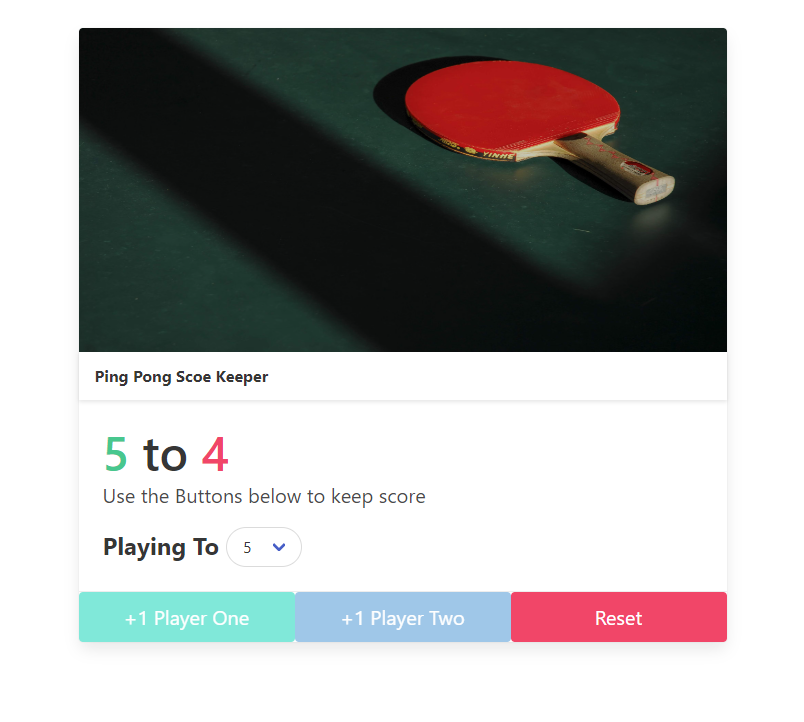 YINHE
Ping Pong Scoe Keeper
5 to 4
Use the Buttons below to keep score
Playing To 5
+1 Player One
+1 Player Two
Reset